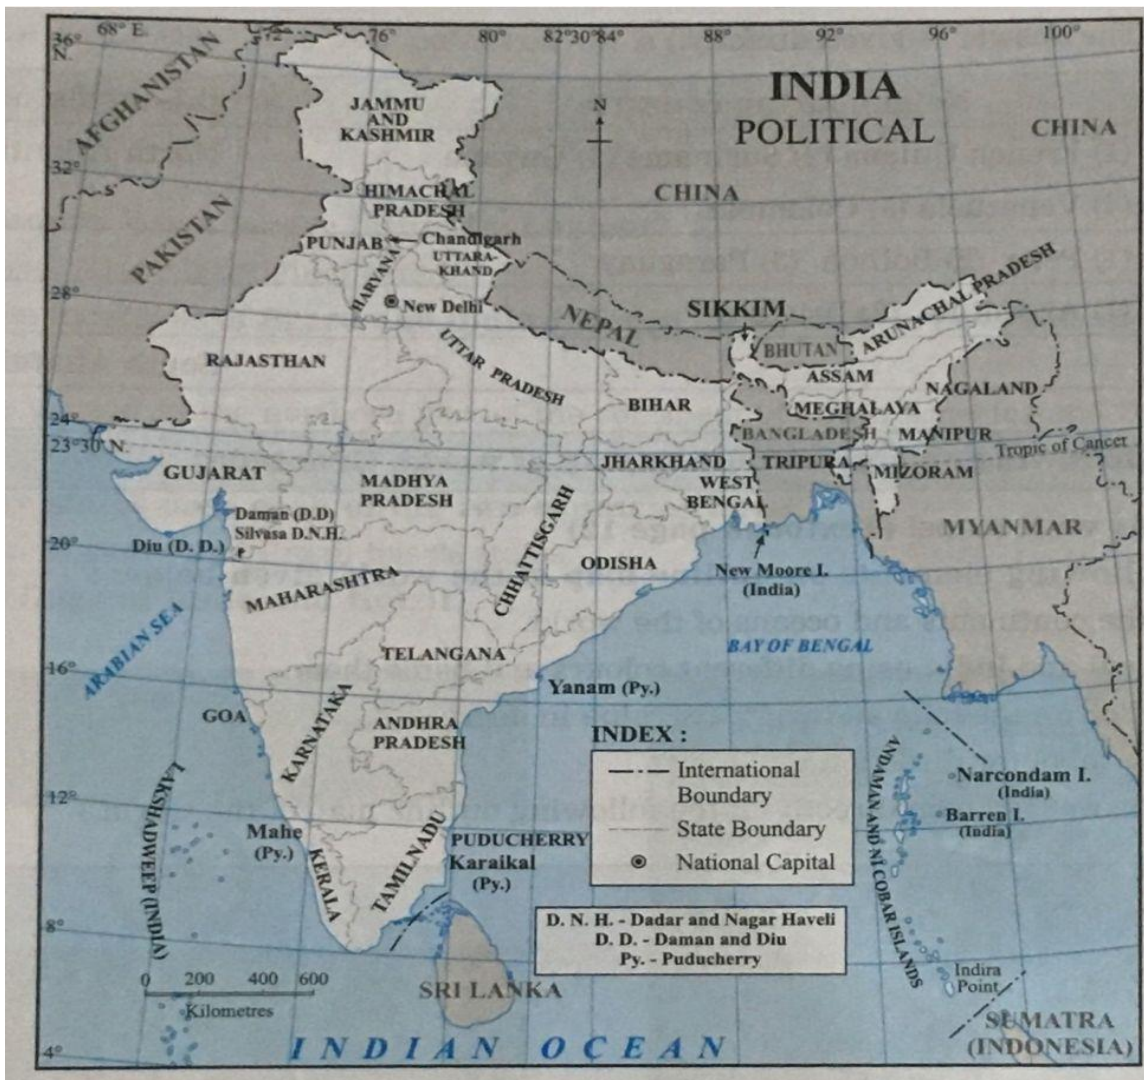 68° E.
72°
76°
80°
82°30'
84°
88°
92°
96°
100°
36°
N.
INDIA
POLITICAL
N
AFGHANISTAN
JAMMU
AND
KASHMIR
CHINA
CHINA
32°
HIMACHAL
PRADESH
PAKISTAN
PUNJAB
Chandigarh
UTTARA-
KHAND
HARYANA
New Delhi
28°
NEPAL
SIKKIM
BHUTAN
ARUNACHAL PRADESH
RAJASTHAN
UTTAR PRADESH
ASSAM
NAGALAND
BIHAR
MEGHALAYA
24°
BANGLADESH
MANIPUR
23°30' N.
Tropic of Cancer
GUJARAT
MADHYA
PRADESH
JHARKHAND
TRIPURA
MIZORAM
WEST
BENGAL
CHHATTISGARH
Daman (D.D)
Silvasa D.N.H.
Diu (D. D.)
MYANMAR
20°
ODISHA
New Moore I.
(India)
MAHARASHTRA
ARABIAN SEA
TELANGANA
BAY OF BENGAL
16°
Yanam (Py.)
GOA
KARNATAKA
ANDHRA
PRADESH
INDEX :
International
Boundary
State Boundary
National Capital
Narcondam I.
(India)
Barren I.
(India)
ANDAMAN AND NICOBAR ISLANDS
12°
LAKSHADWEEP (INDIA)
Mahe
(Py.)
KERALA
TAMILNADU
PUDUCHERRY
Karaikal
(Py.)
8°
D. N. H. - Dadar and Nagar Haveli
D. D. - Daman and Diu
Py. - Puducherry
Indira
Point
0 200 400 600
Kilometres
SRI LANKA
SUMATRA
(INDONESIA)
4°
INDIAN OCEAN